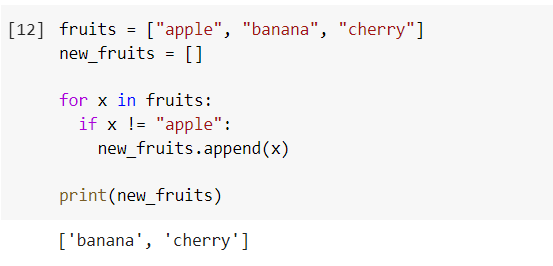 [12] fruits = ["apple", "banana", "cherry"]
new_fruits = []
for x in fruits:
if x != "apple":
new_fruits.append(x)
print(new_fruits)
['banana', 'cherry']